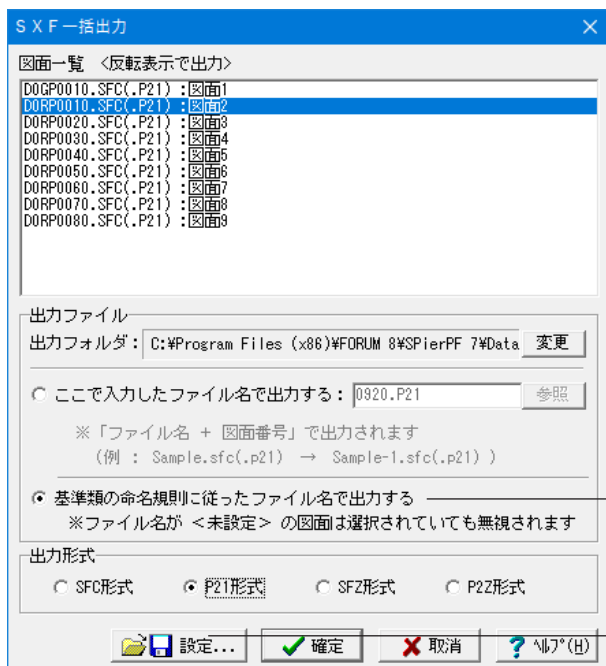 SXF一括出力
図面一覧 <反転表示で出力>
D0GP0010.SFC(.P21) :図面1
D0RP0010.SFC(.P21) :図面2
D0RP0020.SFC(.P21) :図面3
D0RP0030.SFC(.P21) :図面4
D0RP0040.SFC(.P21) :図面5
D0RP0050.SFC(.P21) :図面6
D0RP0060.SFC(.P21) :図面7
D0RP0070.SFC(.P21) :図面8
D0RP0080.SFC(.P21) :図面9
出力ファイル
出力フォルダ: C:¥Program Files (x86)¥FORUM 8¥SPierPF 7¥Data 変更
ここで入力したファイル名で出力する: 0920.P21 参照
※「ファイル名 + 図面番号」で出力されます
(例 : Sample.sfc(.p21) → Sample-1.sfc(.p21) )
基準類の命名規則に従ったファイル名で出力する
※ファイル名が <未設定> の図面は選択されていても無視されます
出力形式
SFC形式 P21形式 SFZ形式 P2Z形式
設定... 確定 取消 ヘルプ(H)